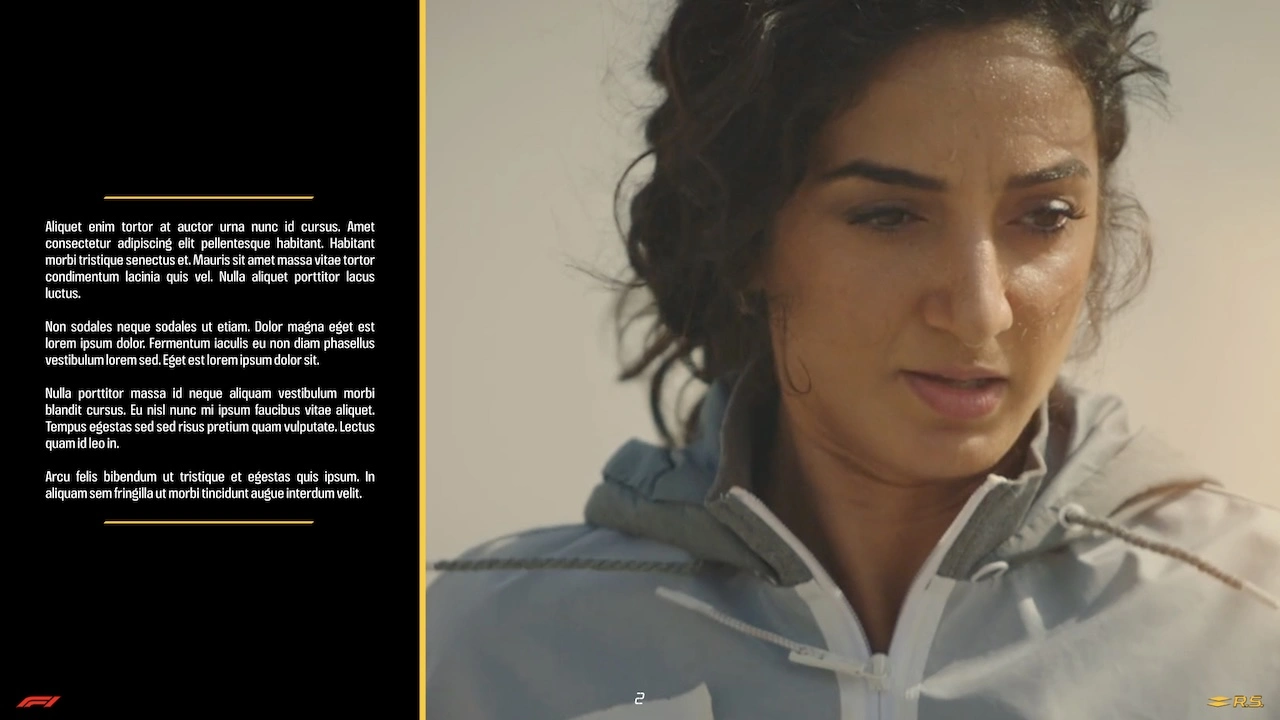 Aliquet enim tortor at auctor urna nunc id cursus. Amet
consectetur adipiscing elit pellentesque habitant. Habitant
morbi tristique senectus et. Mauris sit amet massa vitae tortor
condimentum lacinia quis vel. Nulla aliquet porttitor lacus
luctus.
Non sodales neque sodales ut etiam. Dolor magna eget est
lorem ipsum dolor. Fermentum iaculis eu non diam phasellus
vestibulum lorem sed. Eget est lorem ipsum dolor sit.
Nulla porttitor massa id neque aliquam vestibulum morbi
blandit cursus. Eu nisl nunc mi ipsum faucibus vitae aliquet.
Tempus egestas sed sed risus pretium quam vulputate. Lectus
quam id leo in.
Arcu felis bibendum ut tristique et egestas quis ipsum. In
aliquam sem fringilla ut morbi tincidunt augue interdum velit.
F1
2
R.S.